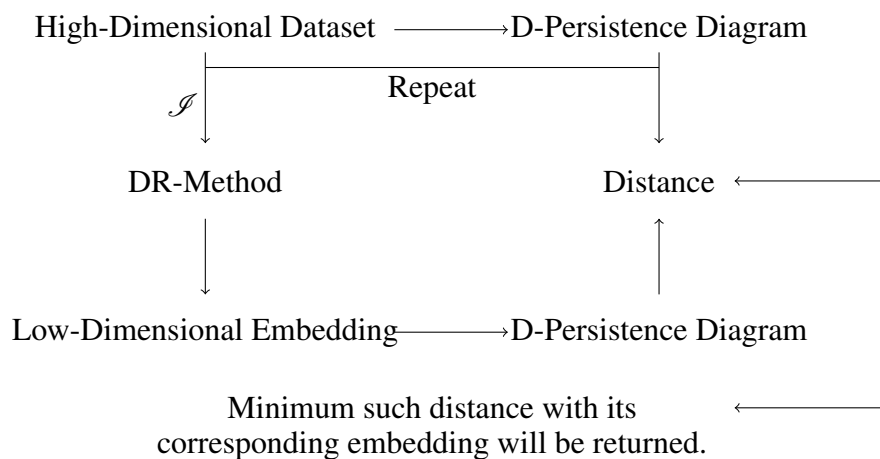 High-Dimensional Dataset D-Persistence Diagram
Repeat
ℐ
DR-Method Distance
Low-Dimensional Embedding D-Persistence Diagram
Minimum such distance with its
corresponding embedding will be returned.